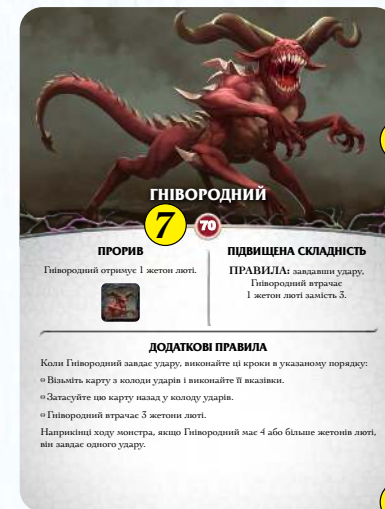 ГНІВОРОДНИЙ
7
70
ПРОРИВ
Гнівородний отримує 1 жетон люті.
ПІДВИЩЕНА СКЛАДНІСТЬ
ПРАВИЛА: завдавши удару,
Гнівородний втрачає
1 жетон люті замість 3.
ДОДАТКОВІ ПРАВИЛА
Коли Гнівородний завдає удару, виконайте ці кроки в указаному порядку:
Візьміть карту з колоди ударів і виконайте її вказівки.
Затасуйте цю карту назад у колоду ударів.
Гнівородний втрачає 3 жетони люті.
Наприкінці ходу монстра, якщо Гнівородний має 4 або більше жетонів люті,
він завдає одного удару.